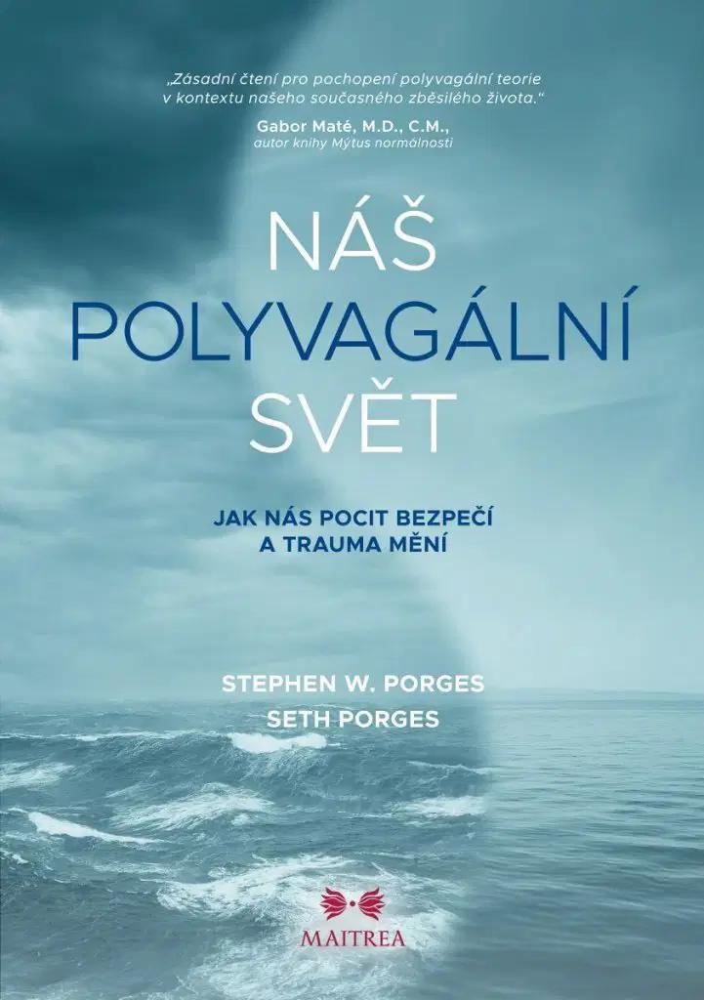 „Zásadní čtení pro pochopení polyvagální teorie
v kontextu našeho současného zběsilého života.“
Gabor Maté, M.D., C.M.,
autor knihy Mýtus normálnosti
NÁŠ
POLYVAGÁLNÍ
SVĚT
JAK NÁS POCIT BEZPEČÍ
A TRAUMA MĚNÍ
STEPHEN W. PORGES
SETH PORGES
MAITREA